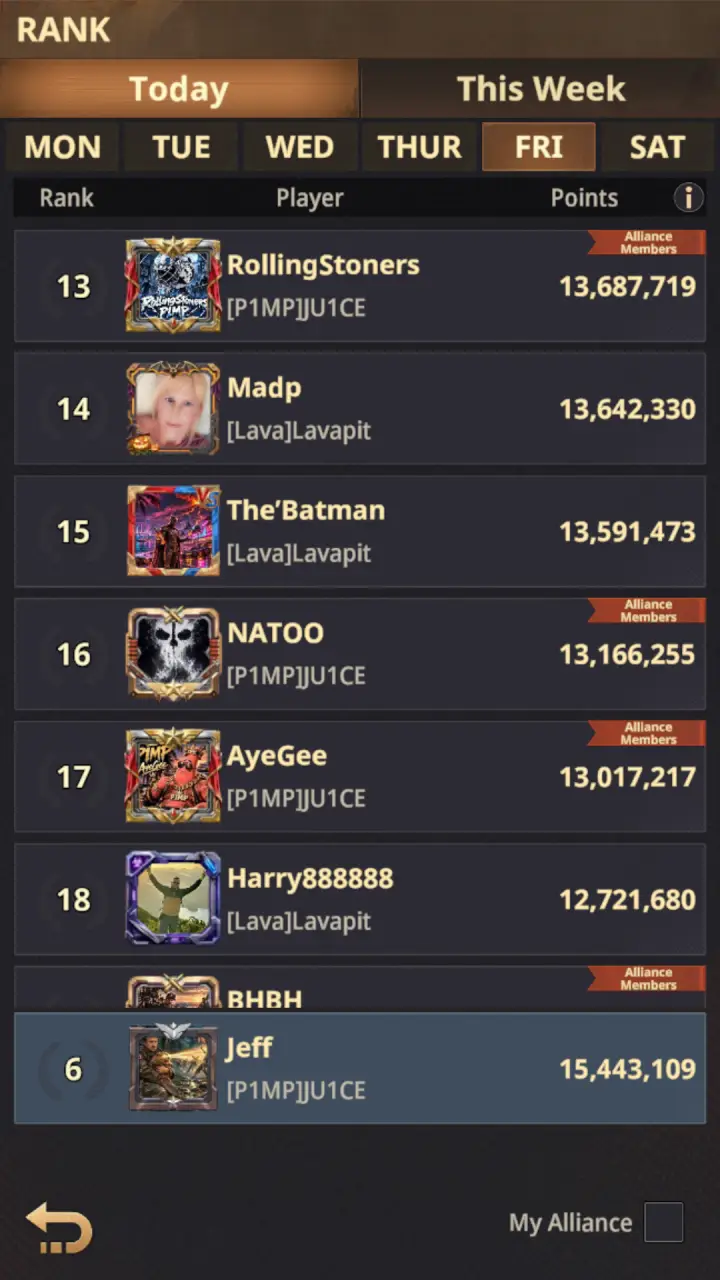 RANK
Today
This Week
MON TUE WED THUR FRI SAT
Rank Player Points i
Alliance Members
13 RollingStoners 13,687,719
[P1MP]JU1CE
14 Madp 13,642,330
[Lava]Lavapit
15 The’Batman 13,591,473
[Lava]Lavapit
Alliance Members
16 NATOO 13,166,255
[P1MP]JU1CE
Alliance Members
17 AyeGee 13,017,217
[P1MP]JU1CE
18 Harry888888 12,721,680
[Lava]Lavapit
Alliance Members
BHBH
6 Jeff 15,443,109
[P1MP]JU1CE
My Alliance